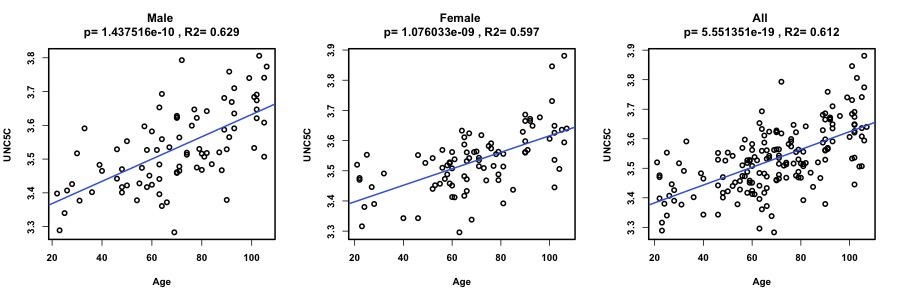 Male
p= 1.437516e-10 , R2= 0.629
UNC5C
3.8
3.7
3.6
3.5
3.4
3.3
20 40 60 80 100
Age
Female
p= 1.076033e-09 , R2= 0.597
UNC5C
3.9
3.8
3.7
3.6
3.5
3.4
3.3
20 40 60 80 100
Age
All
p= 5.551351e-19 , R2= 0.612
UNC5C
3.9
3.8
3.7
3.6
3.5
3.4
3.3
20 40 60 80 100
Age